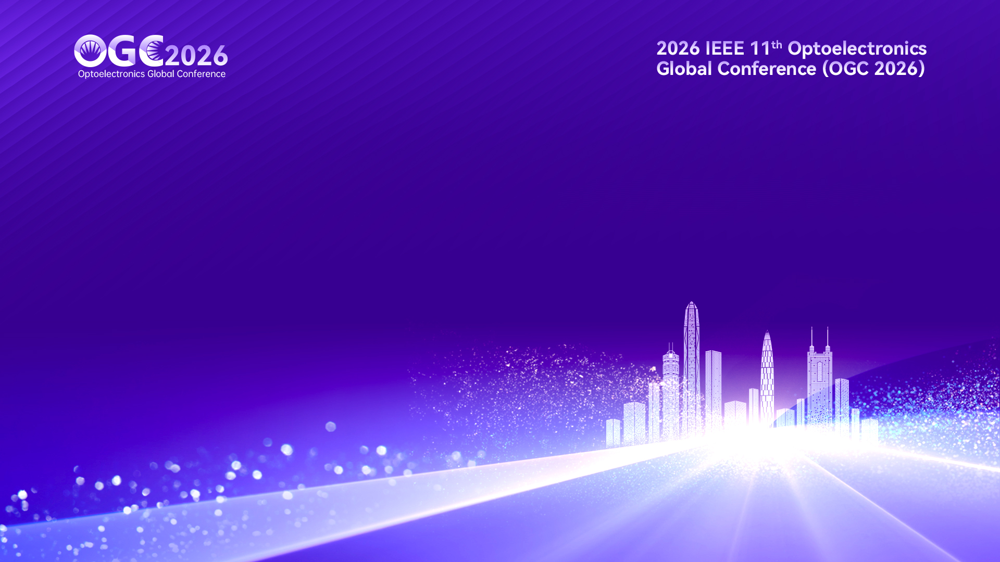 OGC2026
Optoelectronics Global Conference
2026 IEEE 11th Optoelectronics
Global Conference (OGC 2026)